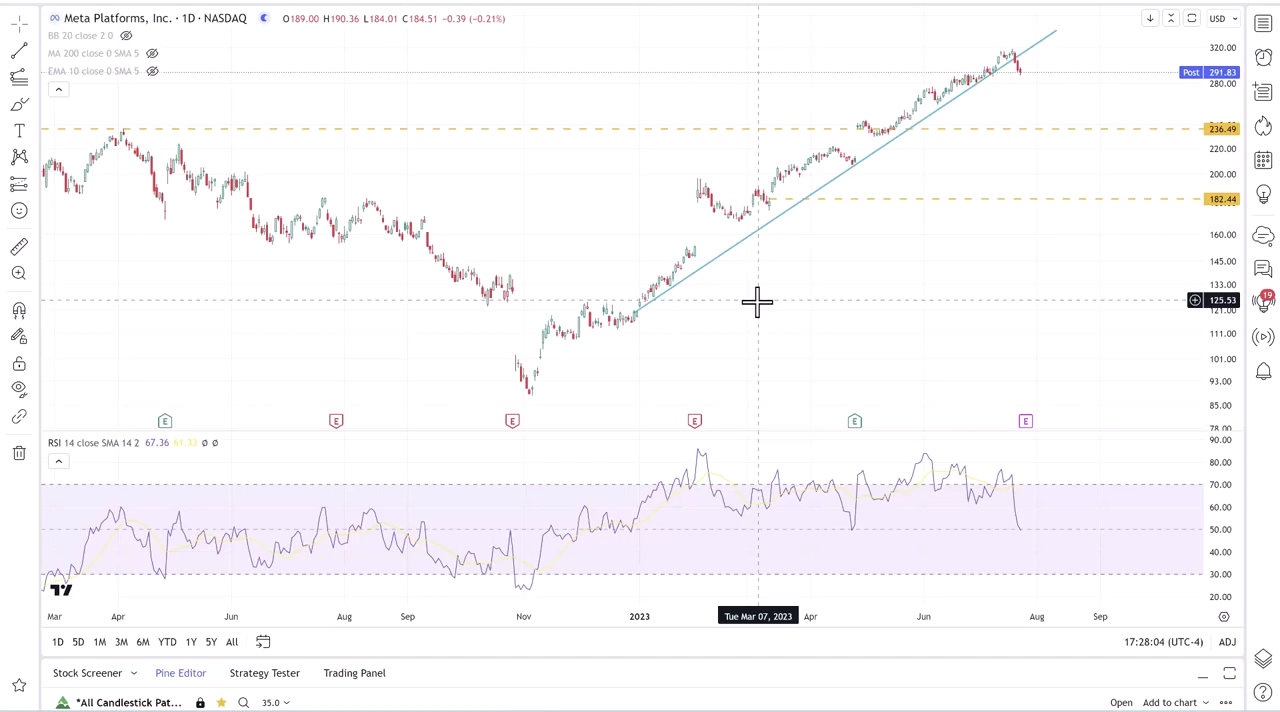 Meta Platforms, Inc. · 1D · NASDAQ O189.00 H190.36 L184.01 C184.51 −0.39 (−0.21%)
USD
BB 20 close 2 0
MA 200 close 0 SMA 5
EMA 10 close 0 SMA 5
320.00
Post 291.83
280.00
236.49
220.00
200.00
182.44
160.00
145.00
133.00
125.53
121.00
111.00
101.00
93.00
85.00
78.00
19
E E E E E E
RSI 14 close SMA 14 2 67.36 61.33 Ø Ø
90.00
80.00
70.00
60.00
50.00
40.00
30.00
20.00
Mar Apr Jun Aug Sep Nov 2023 Tue Mar 07, 2023 Apr Jun Aug Sep
1D 5D 1M 3M 6M YTD 1Y 5Y All 17:28:04 (UTC-4) ADJ
Stock Screener Pine Editor Strategy Tester Trading Panel
*All Candlestick Pat... 35.0 Open Add to chart